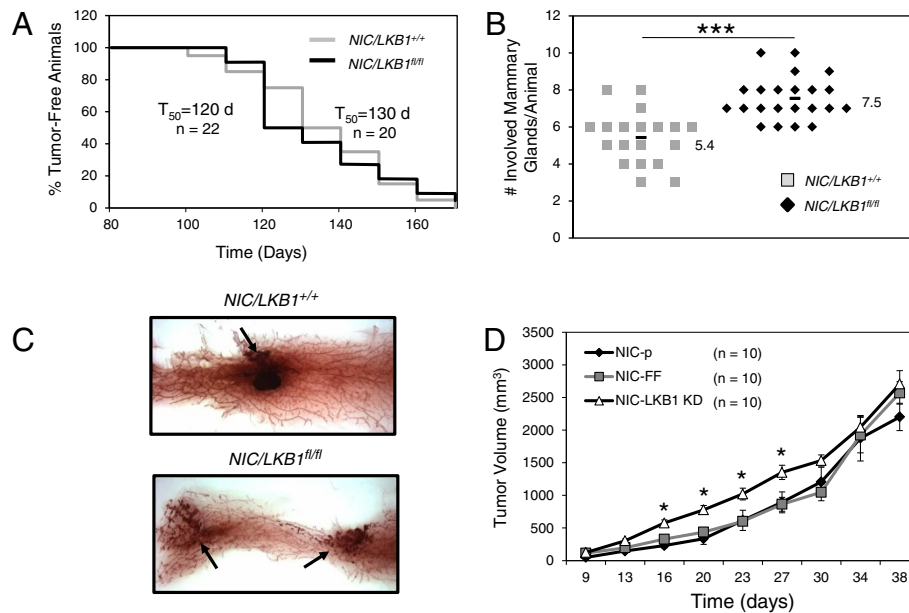 A
% Tumor-Free Animals
120
100
80
60
40
20
0
NIC/LKB1+/+
NIC/LKB1fl/fl
T50=120 d
n = 22
T50=130 d
n = 20
80 100 120 140 160
Time (Days)
B
# Involved Mammary
Glands/Animal
12
10
8
6
4
2
0
***
5.4
7.5
NIC/LKB1+/+
NIC/LKB1fl/fl
C
NIC/LKB1+/+
NIC/LKB1fl/fl
D
Tumor Volume (mm3)
3500
3000
2500
2000
1500
1000
500
0
NIC-p (n = 10)
NIC-FF (n = 10)
NIC-LKB1 KD (n = 10)
* * * *
9 13 16 20 23 27 30 34 38
Time (days)